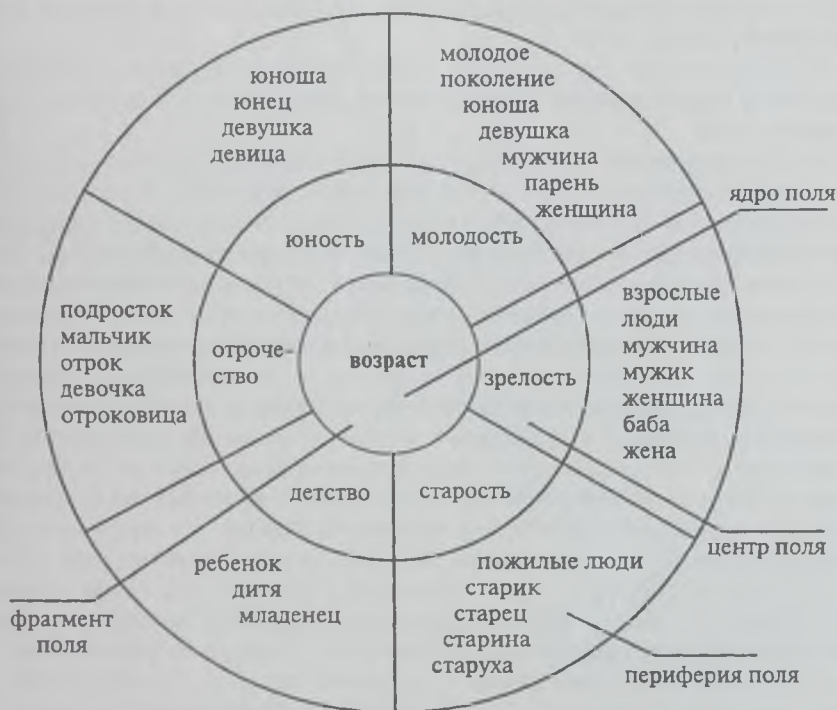 юноша
юнец
девушка
девица
молодое
поколение
юноша
девушка
мужчина
парень
женщина
ядро поля
юность
молодость
подросток
мальчик
отрок
девочка
отроковица
отроче-
ство
возраст
зрелость
взрослые
люди
мужчина
мужик
женщина
баба
жена
детство
старость
центр поля
ребенок
дитя
младенец
пожилые люди
старик
старец
старина
старуха
фрагмент
поля
периферия поля